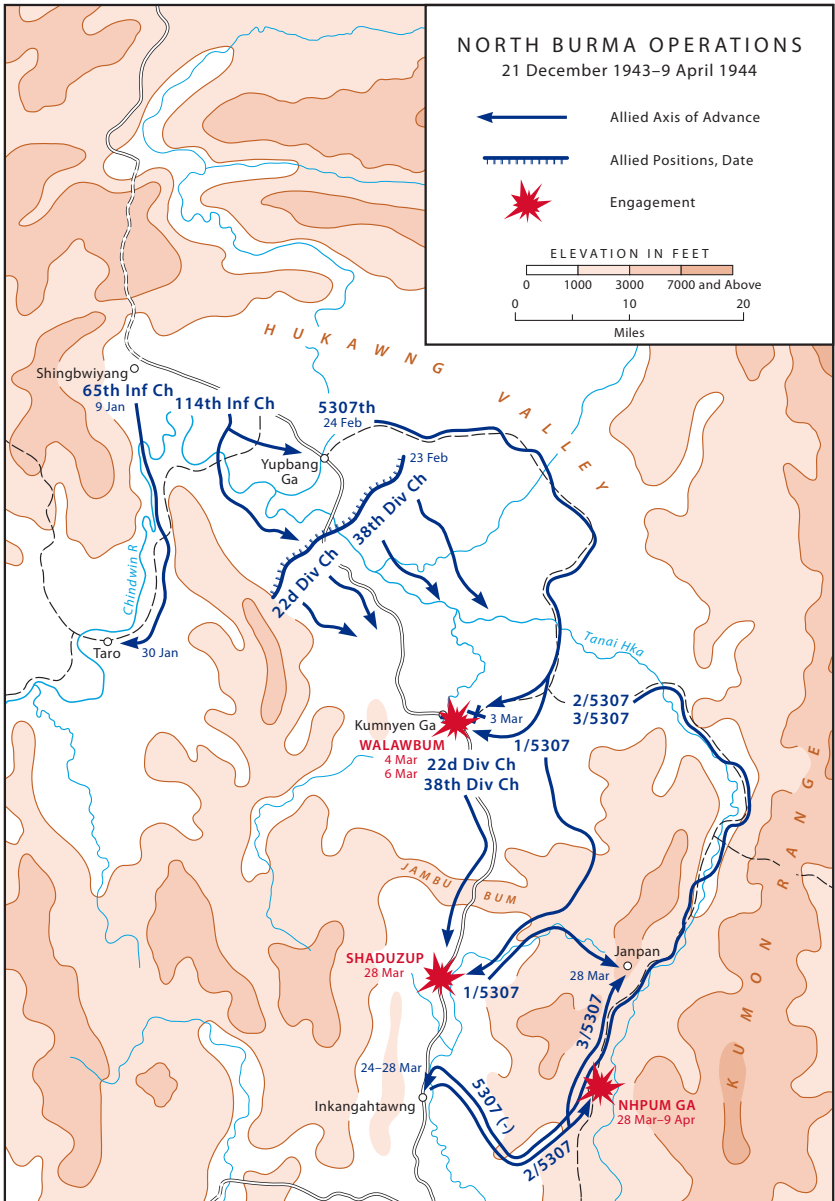 NORTH BURMA OPERATIONS
21 December 1943–9 April 1944
Allied Axis of Advance
Allied Positions, Date
Engagement
ELEVATION IN FEET
0 1000 3000 7000 and Above
0 10 20
Miles
HUKAWNG VALLEY
Shingbwiyang
65th Inf Ch
9 Jan
114th Inf Ch
5307th
24 Feb
Yupbang
Ga
23 Feb
38th Div Ch
22d Div Ch
Chindwin R
Taro
30 Jan
Tanai Hka
2/5307
3/5307
Kumnyen Ga
3 Mar
WALAWBUM
4 Mar
6 Mar
1/5307
22d Div Ch
38th Div Ch
JAMBU BUM
KUMON RANGE
SHADUZUP
28 Mar
1/5307
Janpan
28 Mar
3/5307
24–28 Mar
Inkangahtawng
5307 (-)
2/5307
NHPUM GA
28 Mar–9 Apr